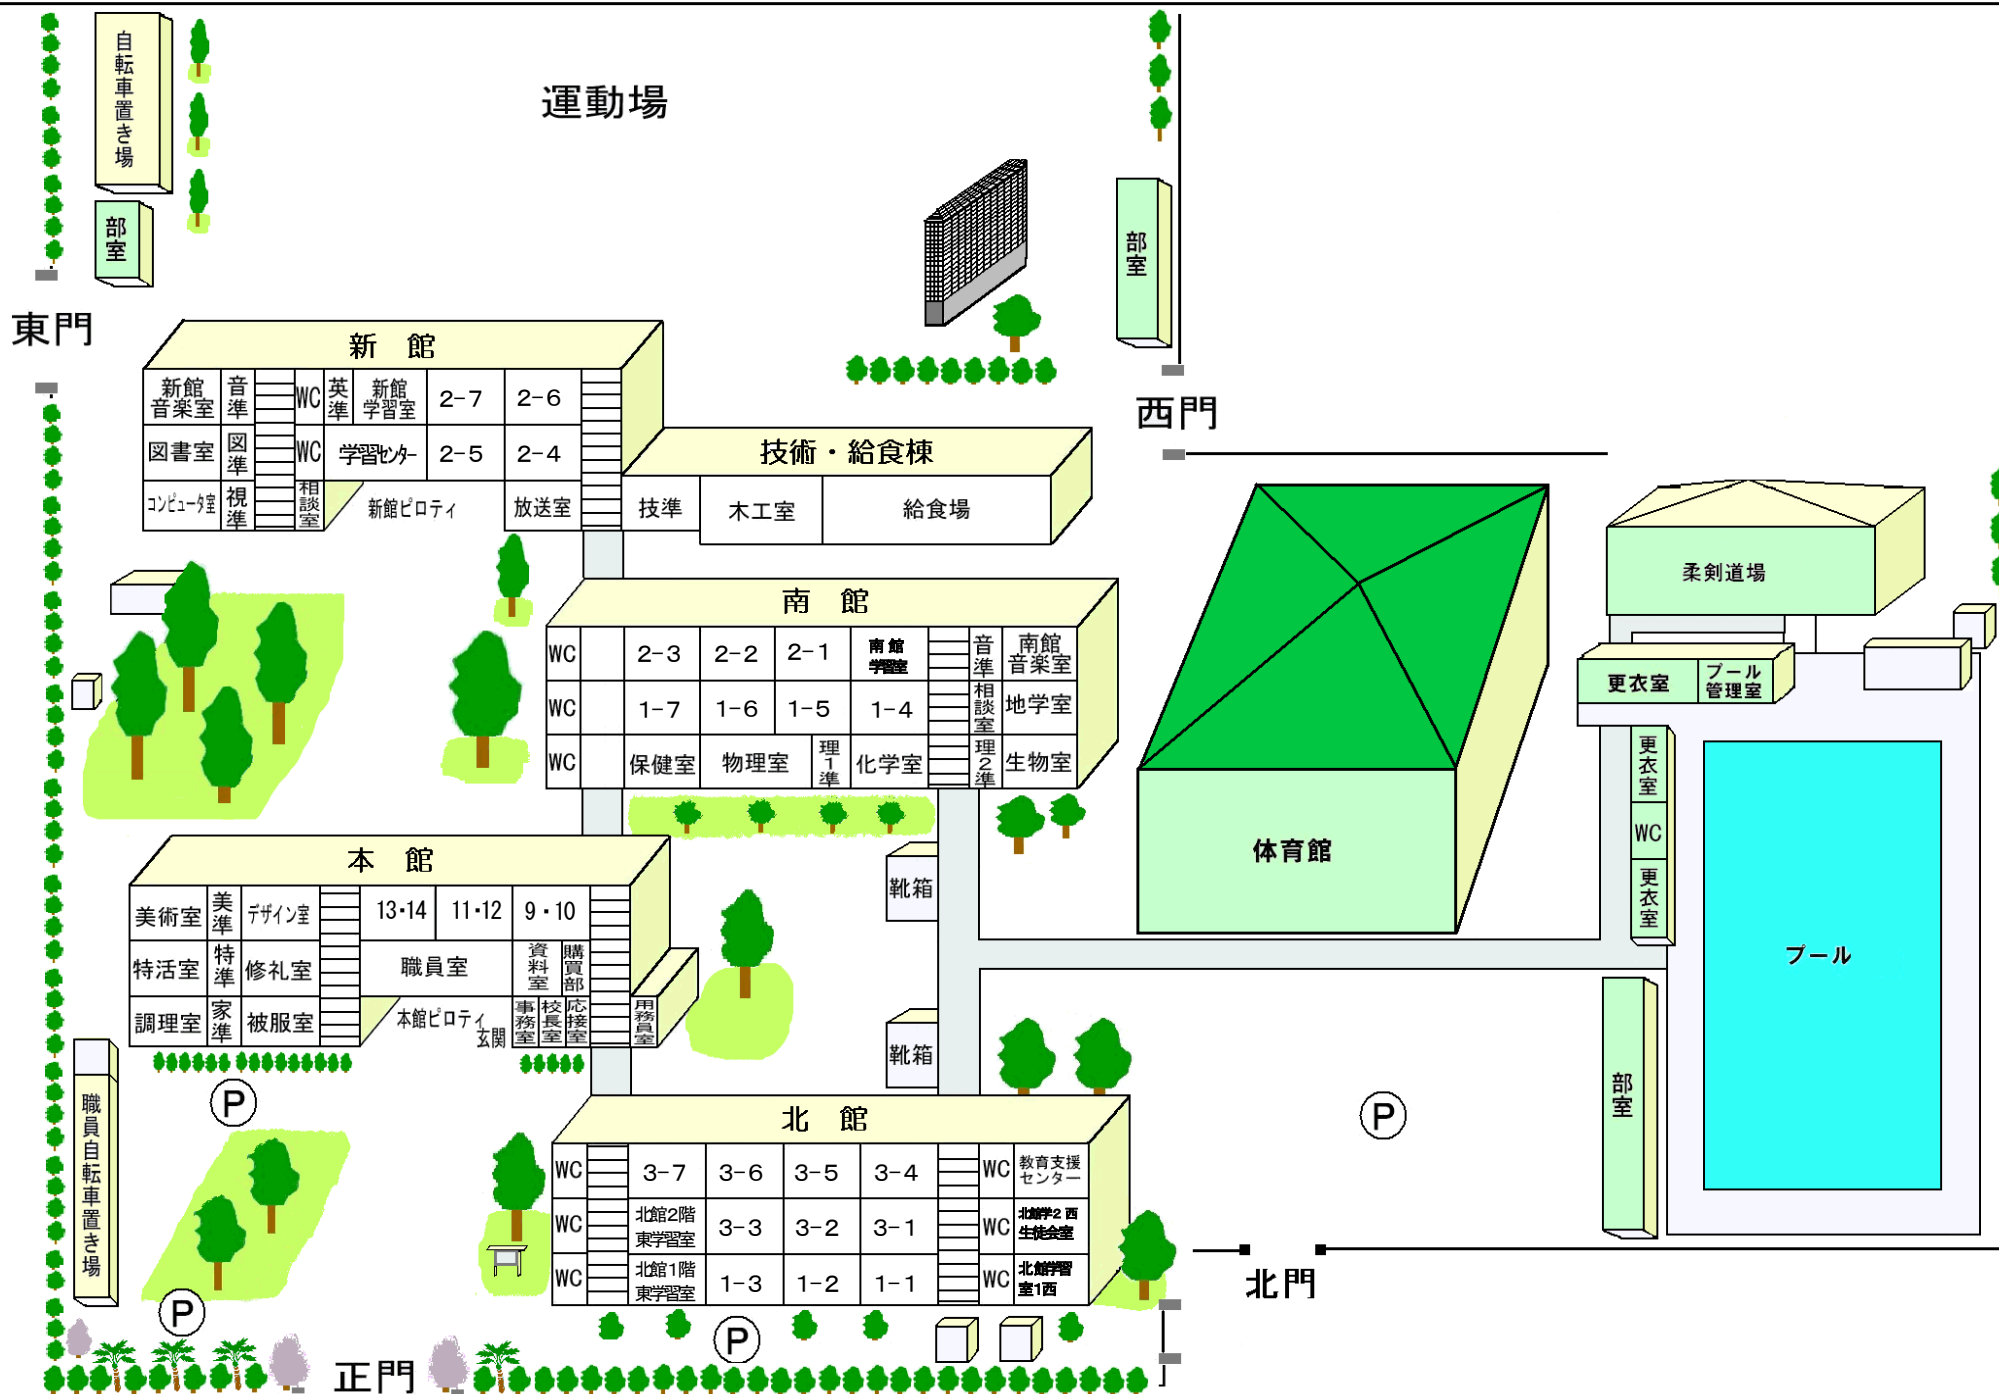 自転車置き場
運動場
部室
部室
東門
西門
新 館
新館
音楽室
音準
WC
英準
新館
学習室
2-7
2-6
図書室
図準
WC
学習センター
2-5
2-4
コンピュータ室
視準
相談室
新館ピロティ
放送室
技術・給食棟
技準
木工室
給食場
南 館
WC
2-3
2-2
2-1
南館
学習室
音準
南館
音楽室
WC
1-7
1-6
1-5
1-4
相談室
地学室
WC
保健室
物理室
理1準
化学室
理2準
生物室
体育館
柔剣道場
更衣室
プール
管理室
更衣室
WC
更衣室
プール
部室
靴箱
靴箱
本 館
美術室
美準
デザイン室
13・14
11・12
9・10
特活室
特準
修礼室
職員室
資料室
購買部
調理室
家準
被服室
本館ピロティ
玄関
事務室
校長室
応接室
用務員室
P
職員自転車置き場
P
P
北 館
WC
3-7
3-6
3-5
3-4
WC
教育支援
センター
WC
北館2階
東学習室
3-3
3-2
3-1
WC
北館学2 西
生徒会室
WC
北館1階
東学習室
1-3
1-2
1-1
WC
北館学習
室1西
P
北門
正門